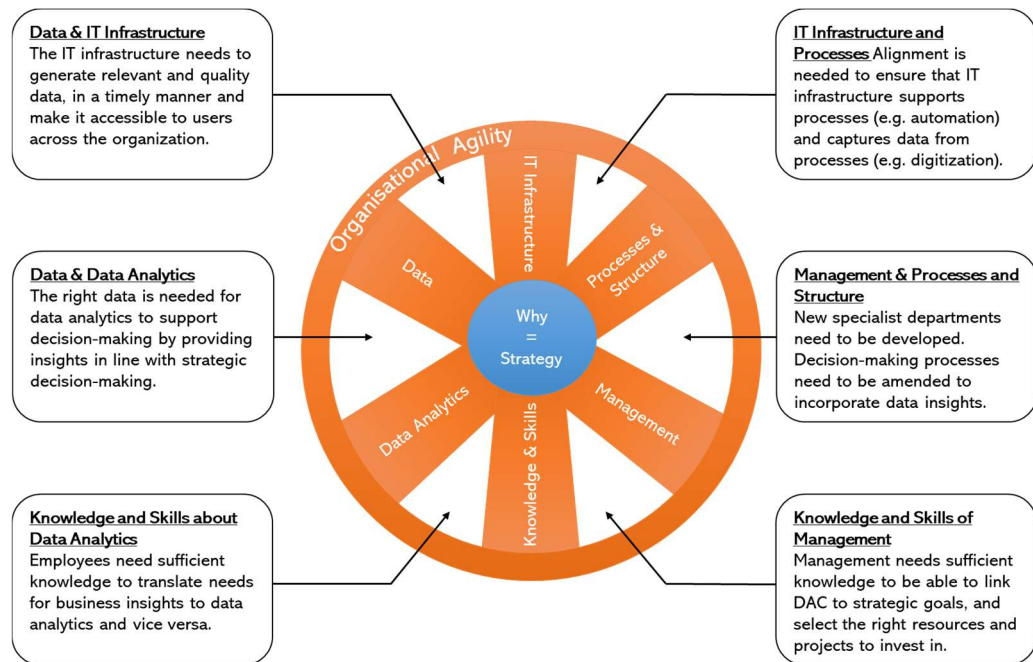 Data & IT Infrastructure
The IT infrastructure needs to
generate relevant and quality
data, in a timely manner and
make it accessible to users
across the organization.
IT Infrastructure and
Processes Alignment is
needed to ensure that IT
infrastructure supports
processes (e.g. automation)
and captures data from
processes (e.g. digitization).
Organisational Agility
IT Infrastructure
Processes &
Structure
Data
Why
=
Strategy
Data Analytics
Knowledge & Skills
Management
Data & Data Analytics
The right data is needed for
data analytics to support
decision-making by providing
insights in line with strategic
decision-making.
Management & Processes and
Structure
New specialist departments
need to be developed.
Decision-making processes
need to be amended to
incorporate data insights.
Knowledge and Skills about
Data Analytics
Employees need sufficient
knowledge to translate needs
for business insights to data
analytics and vice versa.
Knowledge and Skills of
Management
Management needs sufficient
knowledge to be able to link
DAC to strategic goals, and
select the right resources and
projects to invest in.